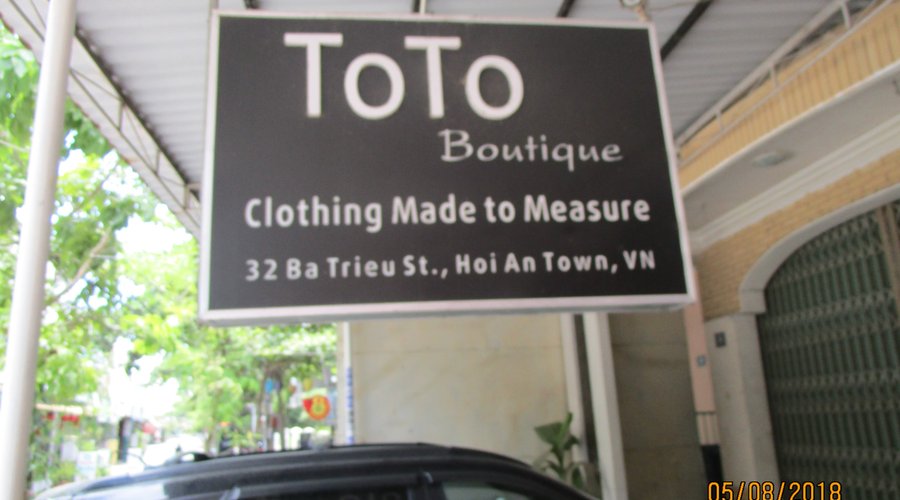 ToTo
Boutique
Clothing Made to Measure
32 Ba Trieu St., Hoi An Town, VN
05/08/2018